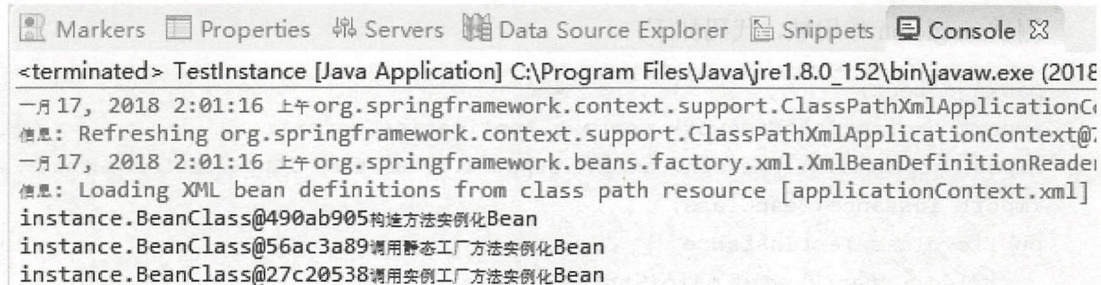 Markers Properties Servers Data Source Explorer Snippets Console
<terminated> TestInstance [Java Application] C:\Program Files\Java\jre1.8.0_152\bin\javaw.exe (2018
一月 17, 2018 2:01:16 上午org.springframework.context.support.ClassPathXmlApplicationC
信息: Refreshing org.springframework.context.support.ClassPathXmlApplicationContext@7
一月 17, 2018 2:01:16 上午org.springframework.beans.factory.xml.XmlBeanDefinitionReader
信息: Loading XML bean definitions from class path resource [applicationContext.xml]
instance.BeanClass@490ab905构造方法实例化Bean
instance.BeanClass@56ac3a89调用静态工厂方法实例化Bean
instance.BeanClass@27c20538调用实例工厂方法实例化Bean